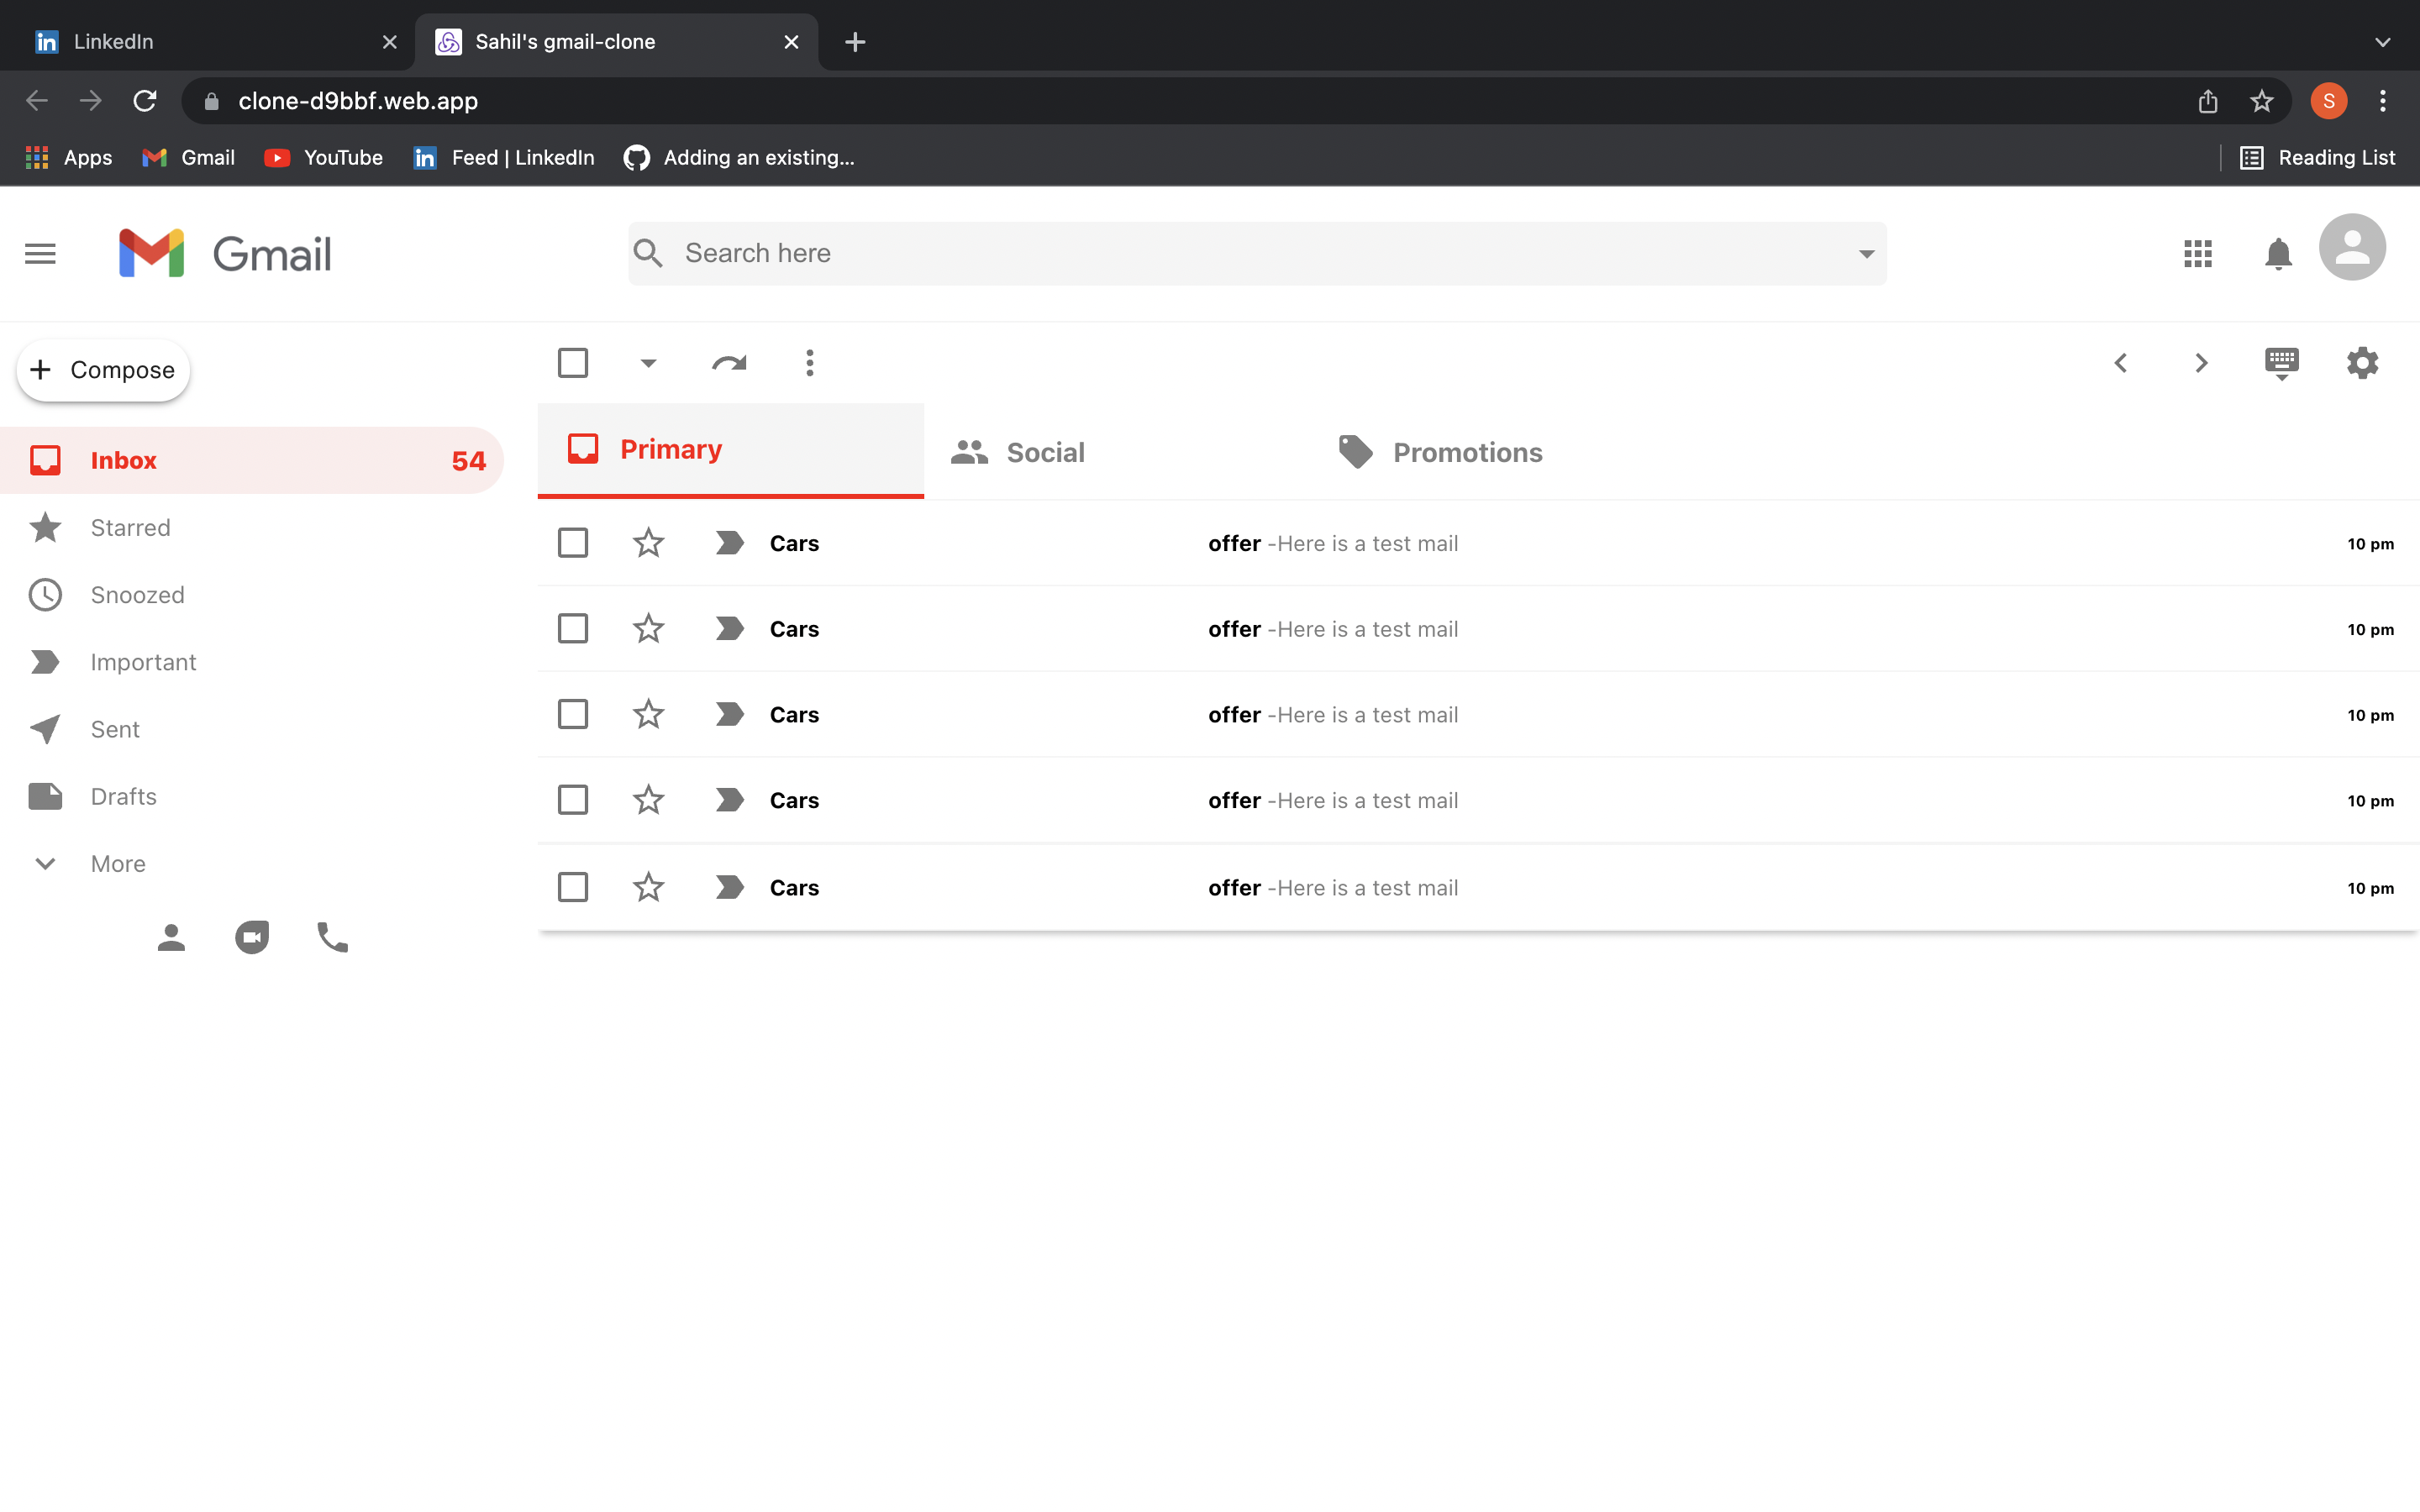 LinkedIn
Sahil's gmail-clone
clone-d9bbf.web.app
S
Apps
Gmail
YouTube
Feed | LinkedIn
Adding an existing...
Reading List
Gmail
Search here
Compose
Inbox 54
Starred
Snoozed
Important
Sent
Drafts
More
Primary
Social
Promotions
Cars offer -Here is a test mail 10 pm
Cars offer -Here is a test mail 10 pm
Cars offer -Here is a test mail 10 pm
Cars offer -Here is a test mail 10 pm
Cars offer -Here is a test mail 10 pm